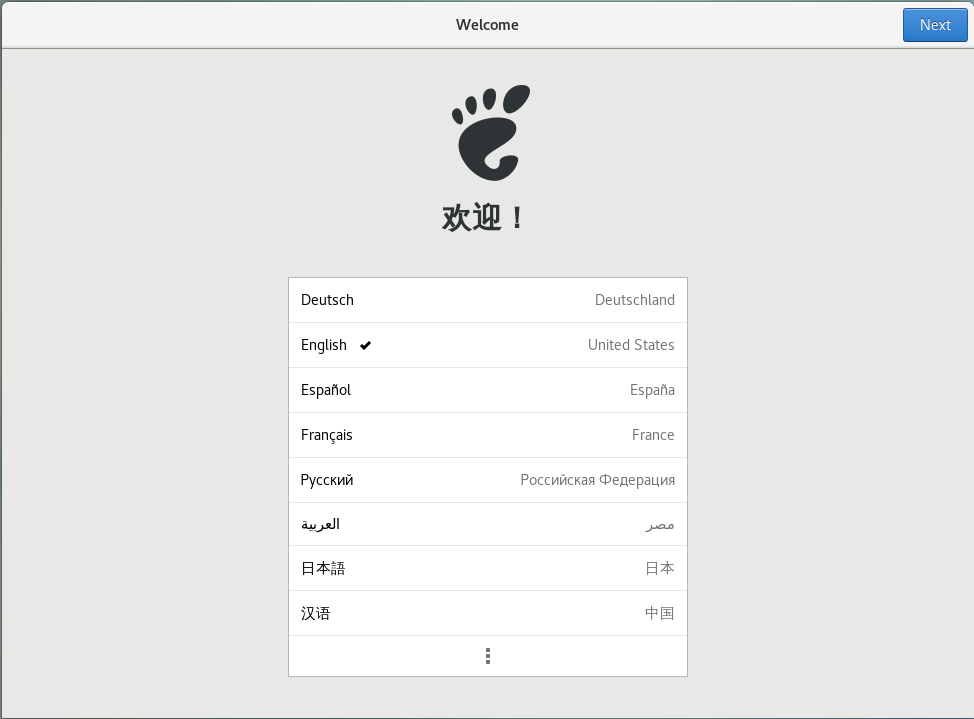 Welcome
Next
欢迎！
Deutsch Deutschland
English United States
Español España
Français France
Русский Российская Федерация
العربية مصر
日本語 日本
汉语 中国